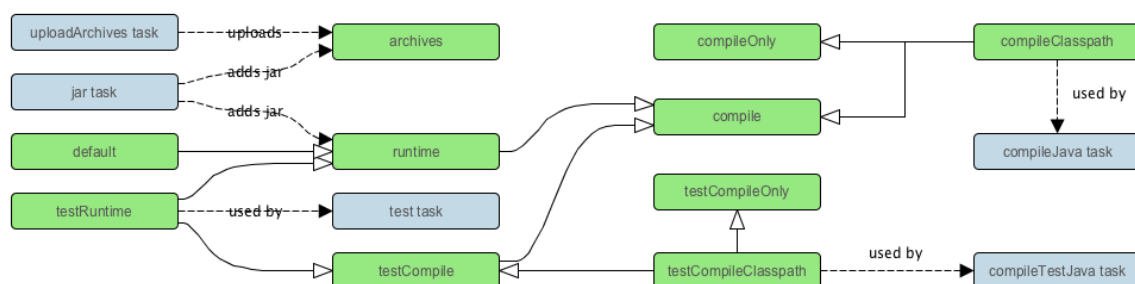 uploadArchives task
uploads
archives
compileOnly
compileClasspath
adds jar
jar task
used by
adds jar
compile
default
runtime
compileJava task
testCompileOnly
testRuntime
used by
test task
used by
testCompile
testCompileClasspath
compileTestJava task